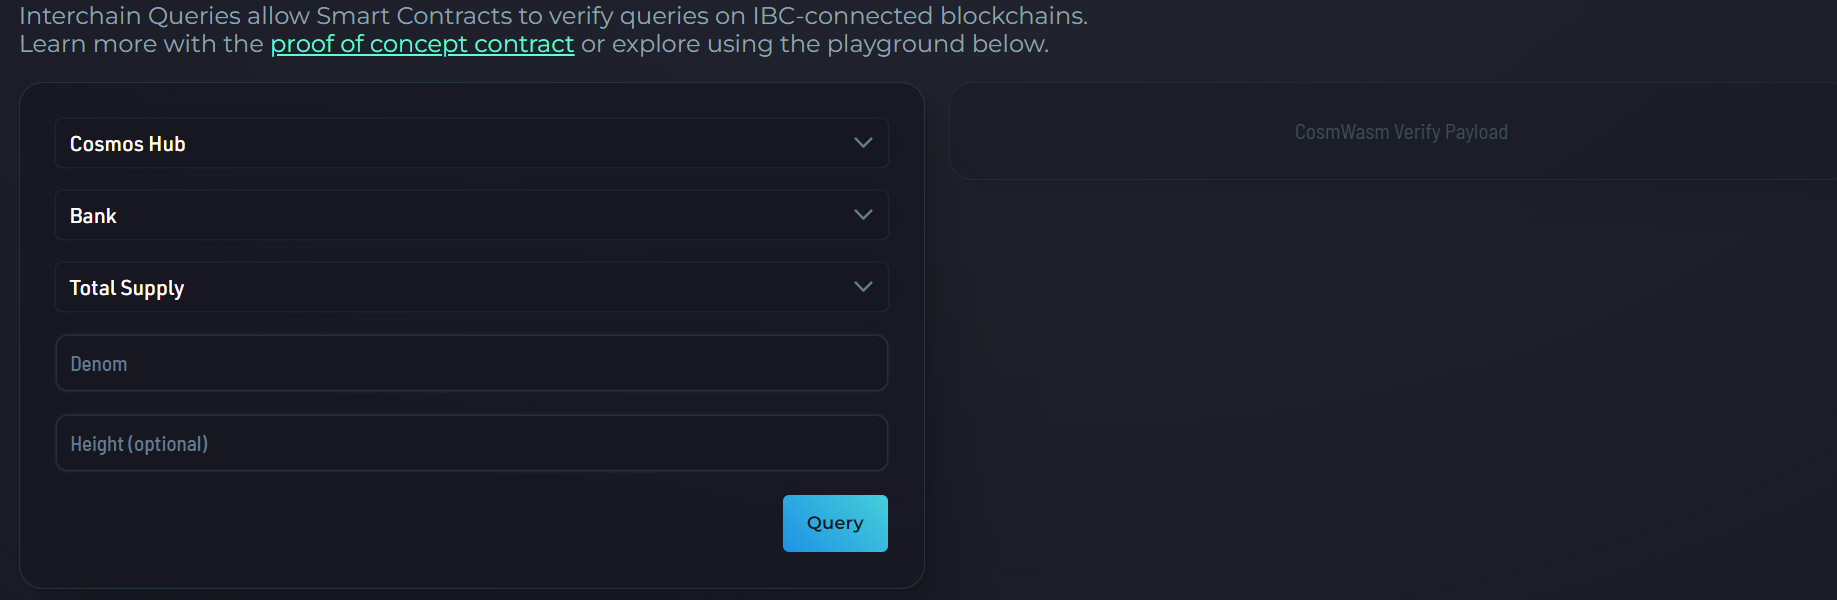 Interchain Queries allow Smart Contracts to verify queries on IBC-connected blockchains.
Learn more with the proof of concept contract or explore using the playground below.
Cosmos Hub
Bank
Total Supply
Denom
Height (optional)
Query
CosmWasm Verify Payload